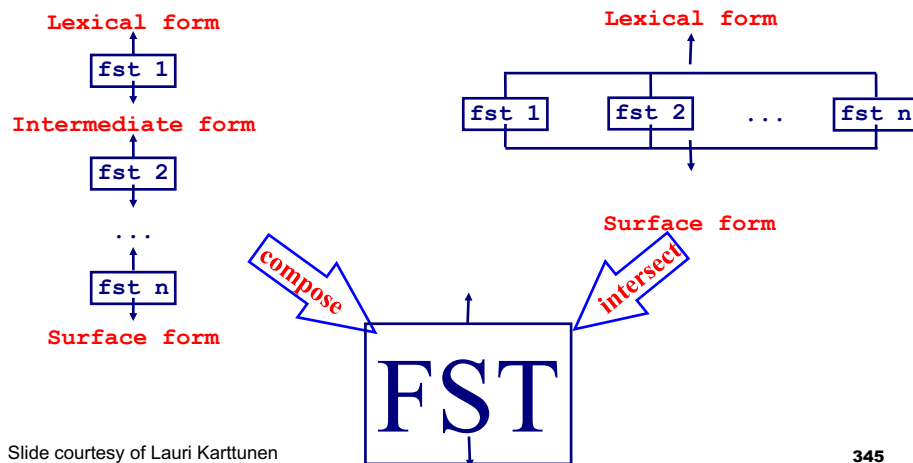 Lexical form
fst 1
Intermediate form
fst 2
...
fst n
Surface form
Lexical form
fst 1 fst 2 ... fst n
Surface form
compose
intersect
FST
Slide courtesy of Lauri Karttunen
345